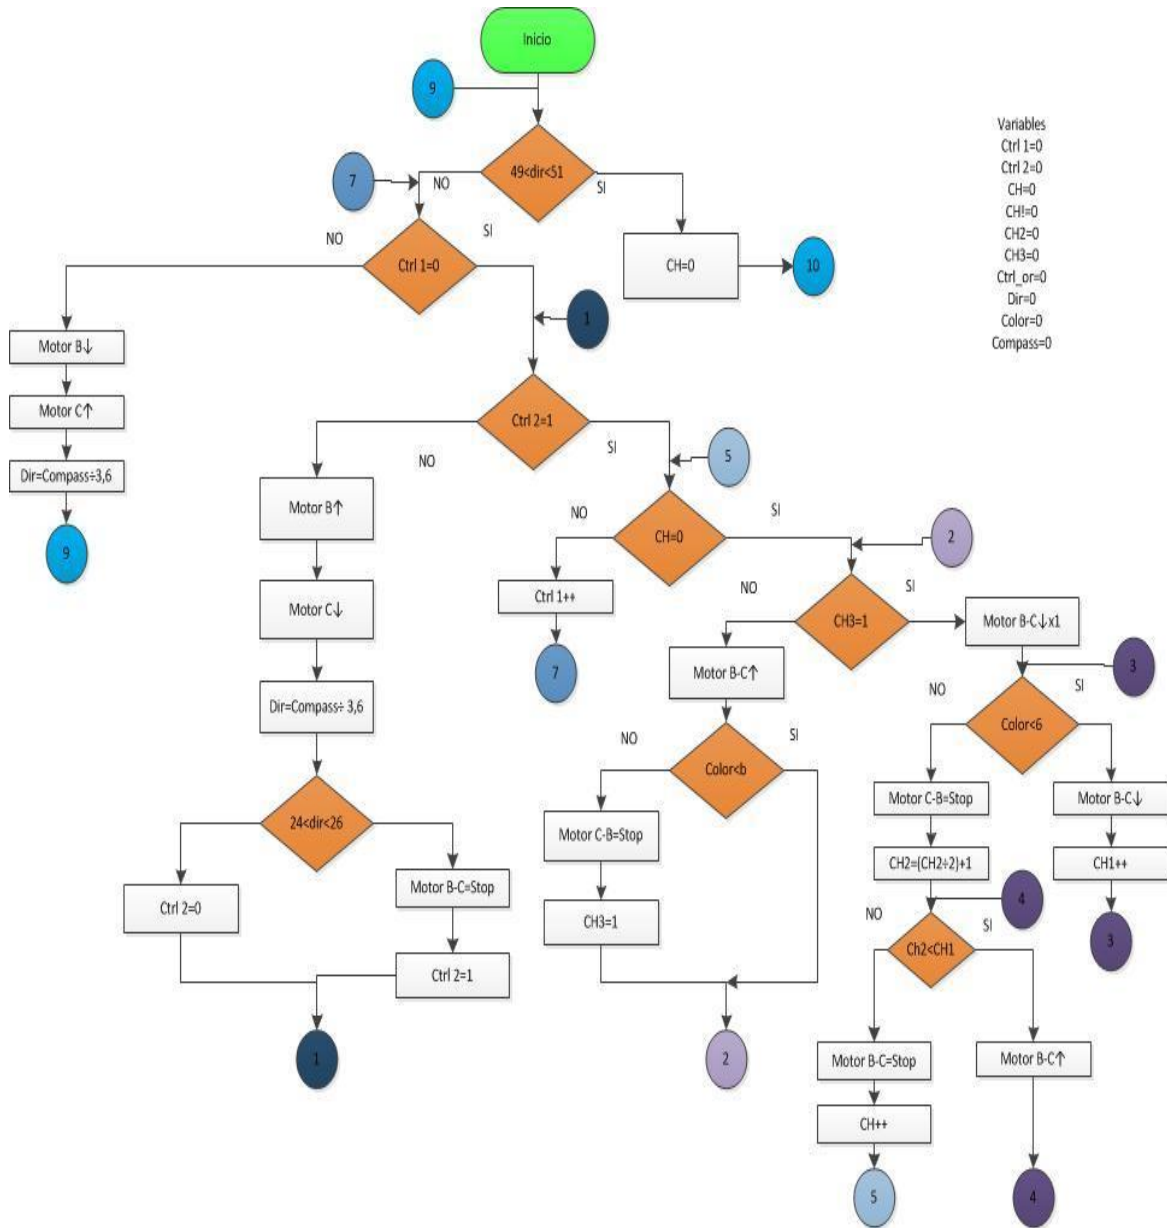 Inicio
9
49<dir<51
7
NO
SI
NO
SI
Ctrl 1=0
CH=0
10
Variables
Ctrl 1=0
Ctrl 2=0
CH=0
CH!=0
CH2=0
CH3=0
Ctrl_or=0
Dir=0
Color=0
Compass=0
1
Motor B↓
Motor C↑
Dir=Compass÷3,6
9
Ctrl 2=1
NO
SI
5
Motor B↑
Motor C↓
Dir=Compass÷ 3,6
24<dir<26
Ctrl 2=0
Motor B-C=Stop
Ctrl 2=1
1
NO
SI
CH=0
2
Ctrl 1++
7
NO
SI
CH3=1
Motor B-C↑
NO
SI
Color<b
Motor C-B=Stop
CH3=1
2
Motor B-C↓x1
3
NO
SI
Color<6
Motor C-B=Stop
Motor B-C↓
CH2=(CH2÷2)+1
CH1++
4
3
NO
SI
Ch2<CH1
Motor B-C=Stop
Motor B-C↑
CH++
5
4